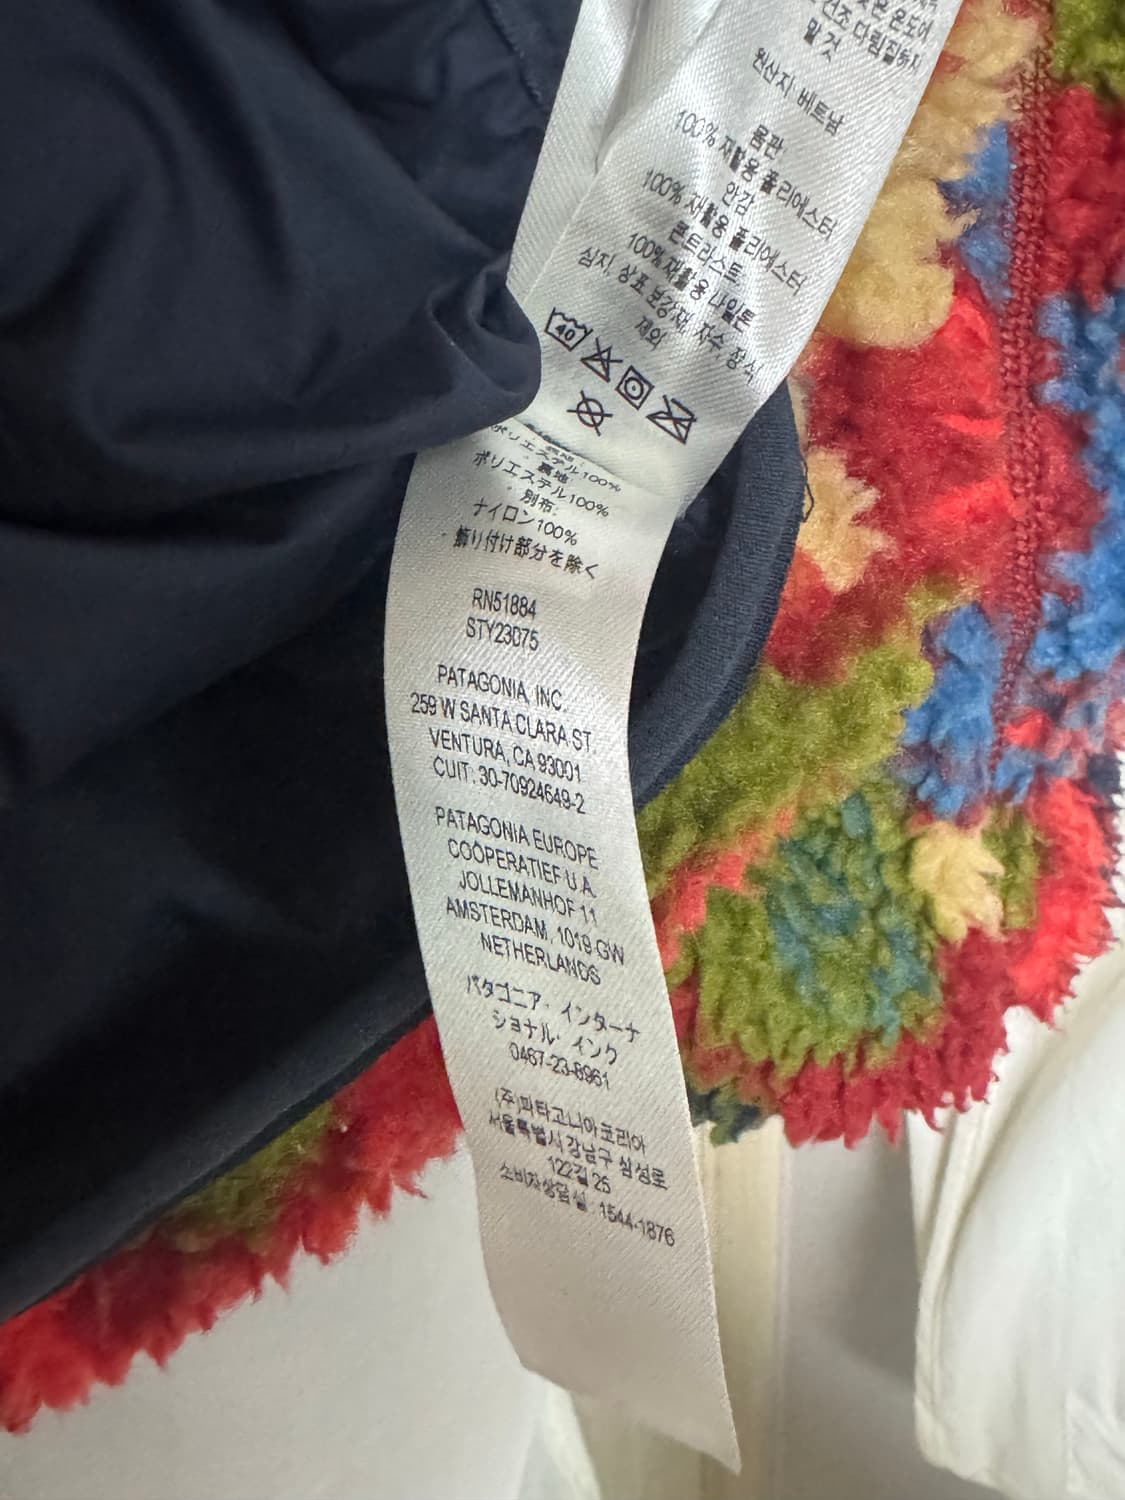 말 것
원산지: 베트남
몸판
100% 재활용 폴리에스터
안감
100% 재활용 폴리에스터
콘트라스트
100% 재활용 나일론
심지, 상표 보강재, 자수, 장식
제외
40
ポリエステル100%
裏地:
ポリエステル100%
別布:
ナイロン100%
飾り付け部分を除く
RN51884
STY23075
PATAGONIA, INC.
259 W SANTA CLARA ST
VENTURA, CA 93001
CUIT: 30-70924649-2
PATAGONIA EUROPE
COÖPERATIEF U.A.
JOLLEMANHOF 11
AMSTERDAM, 1019 GW
NETHERLANDS
パタゴニア・インターナ
ショナル・インク
0467-23-8961
(주)파타고니아코리아
서울특별시 강남구 삼성로
122길 25
소비자상담실: 1544-1876